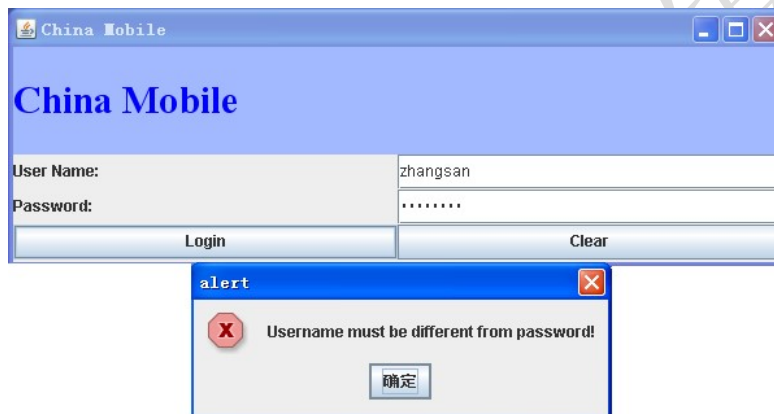 China Mobile
China Mobile
User Name: zhangsan
Password: ········
Login Clear
alert
Username must be different from password!
确定